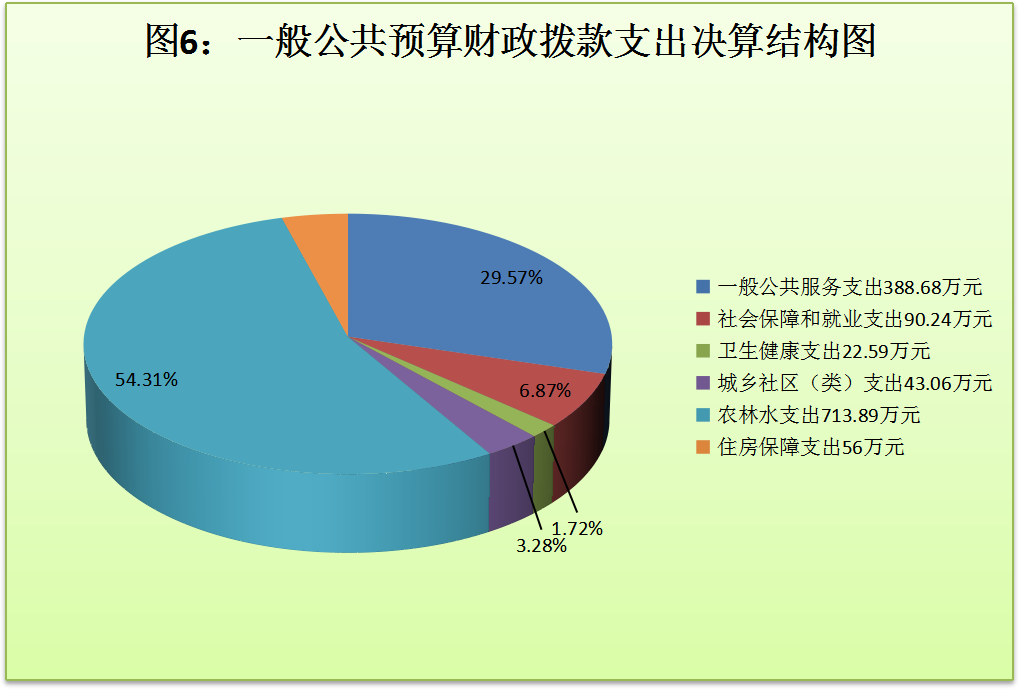 图6：一般公共预算财政拨款支出决算结构图
29.57%
6.87%
1.72%
3.28%
54.31%
一般公共服务支出388.68万元
社会保障和就业支出90.24万元
卫生健康支出22.59万元
城乡社区（类）支出43.06万元
农林水支出713.89万元
住房保障支出56万元